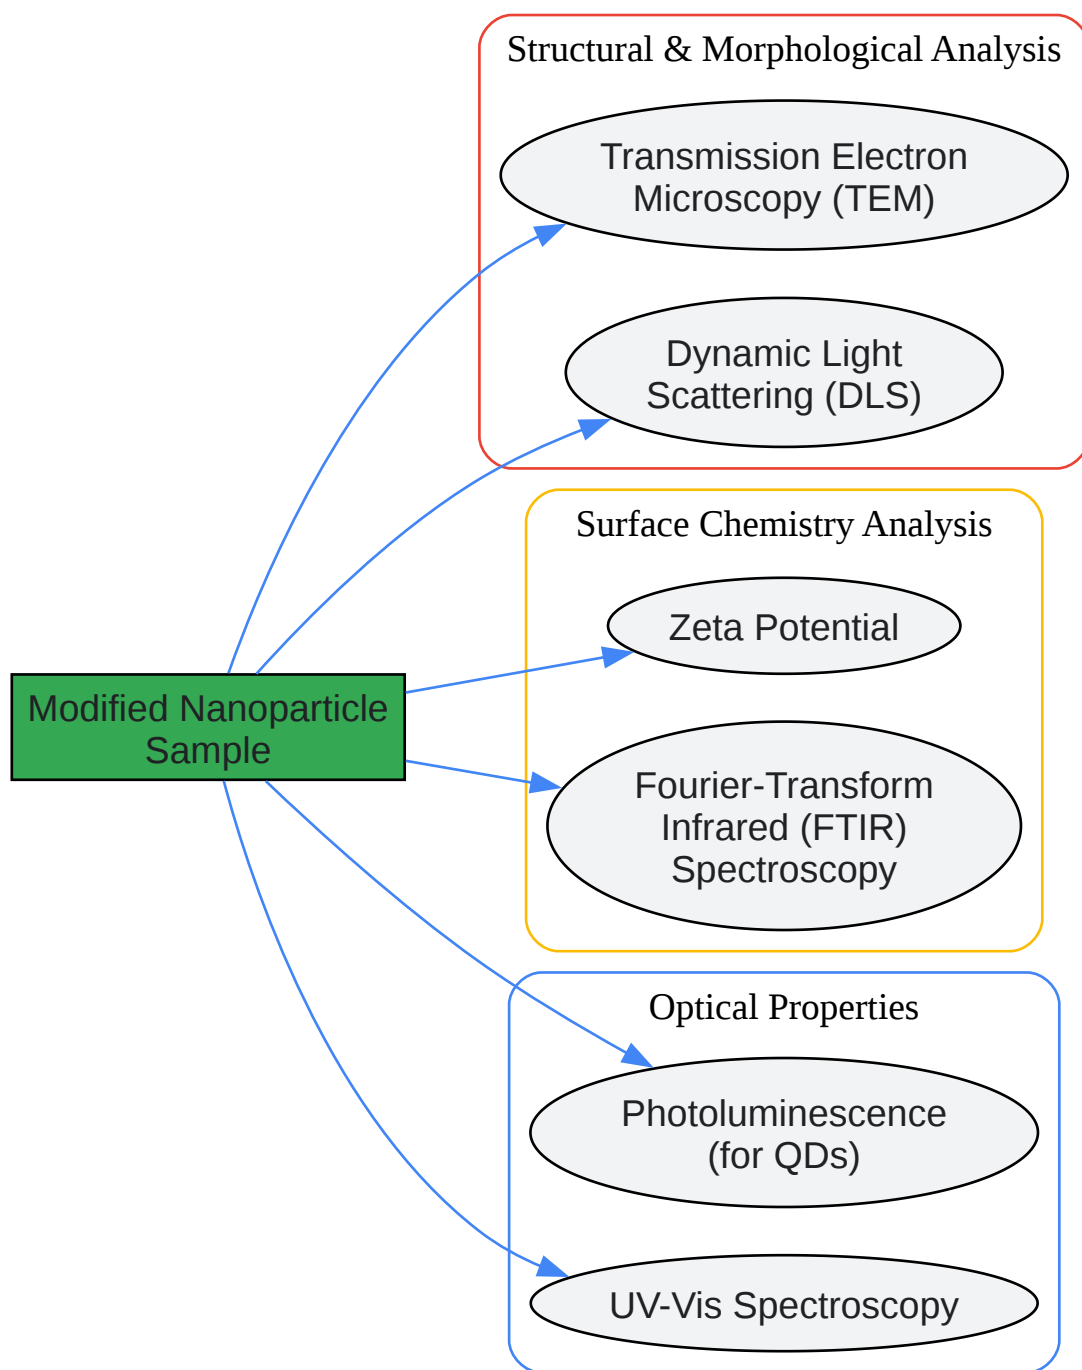 Structural & Morphological Analysis
Transmission Electron
Microscopy (TEM)
Dynamic Light
Scattering (DLS)
Surface Chemistry Analysis
Zeta Potential
Modified Nanoparticle
Sample
Fourier-Transform
Infrared (FTIR)
Spectroscopy
Optical Properties
Photoluminescence
(for QDs)
UV-Vis Spectroscopy